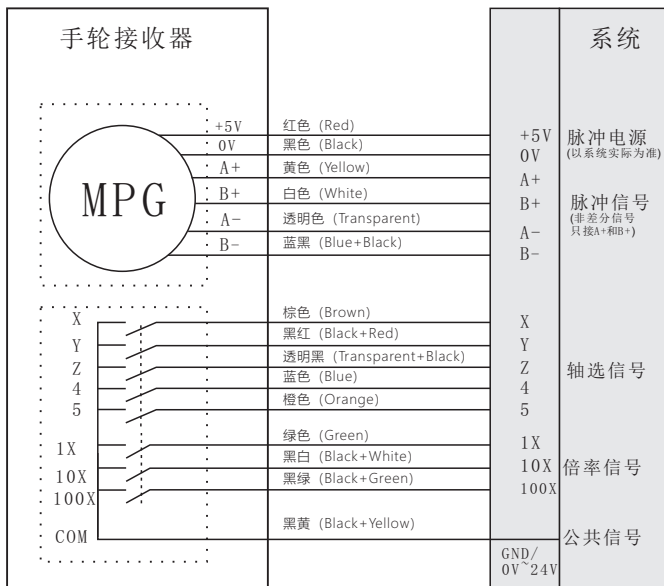 手轮接收器
系统
+5V
红色 (Red)
+5V
脉冲电源
0V
黑色 (Black)
0V
(以系统实际为准)
A+
黄色 (Yellow)
A+
MPG
B+
白色 (White)
B+
脉冲信号
(非差分信号
只接A+和B+)
A-
透明色 (Transparent)
A-
B-
蓝黑 (Blue+Black)
B-
X
棕色 (Brown)
X
Y
黑红 (Black+Red)
Y
Z
透明黑 (Transparent+Black)
Z
轴选信号
4
蓝色 (Blue)
4
5
橙色 (Orange)
5
1X
绿色 (Green)
1X
10X
黑白 (Black+White)
10X
倍率信号
100X
黑绿 (Black+Green)
100X
COM
黑黄 (Black+Yellow)
公共信号
GND/
0V~24V